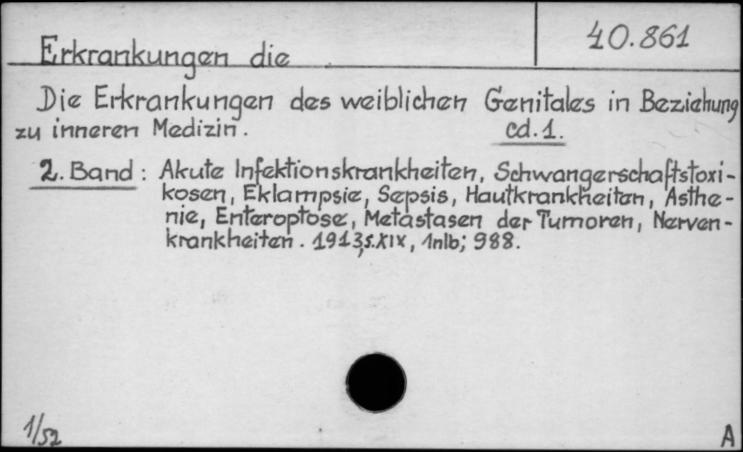 40.861
Erkrankungen die
Die Erkrankungen des weiblichen Genitales in Beziehung
zu inneren Medizin. cd. 1.
2. Band: Akute Infektionskrankheiten, Schwangerschaftstoxi-
kosen, Eklampsie, Sepsis, Hautkrankheiten, Asthe-
nie, Enteroptose, Metastasen der Tumoren, Nerven-
krankheiten. 1913, S. XIX, 1nlb; 988.
1/52
A